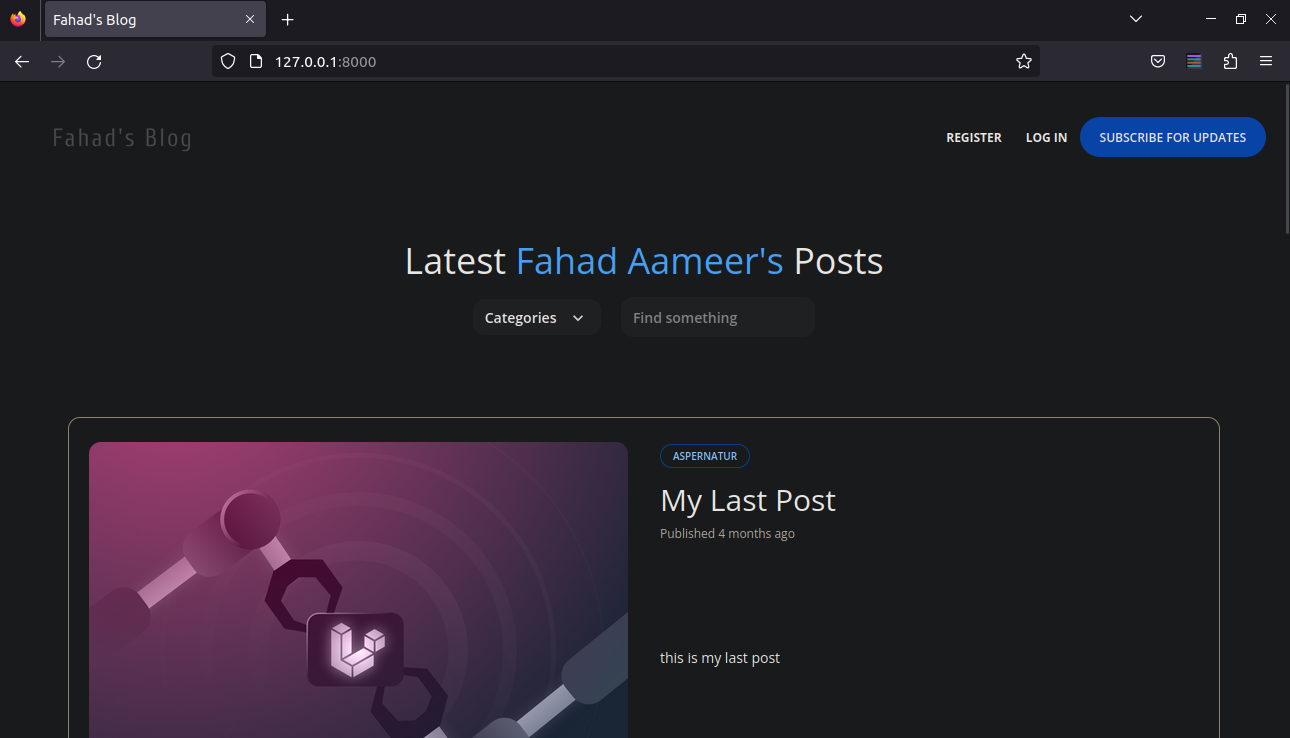 Fahad's Blog
127.0.0.1:8000
Fahad's Blog
REGISTER LOG IN SUBSCRIBE FOR UPDATES
Latest Fahad Aameer's Posts
Categories Find something
ASPERNATUR
My Last Post
Published 4 months ago
this is my last post